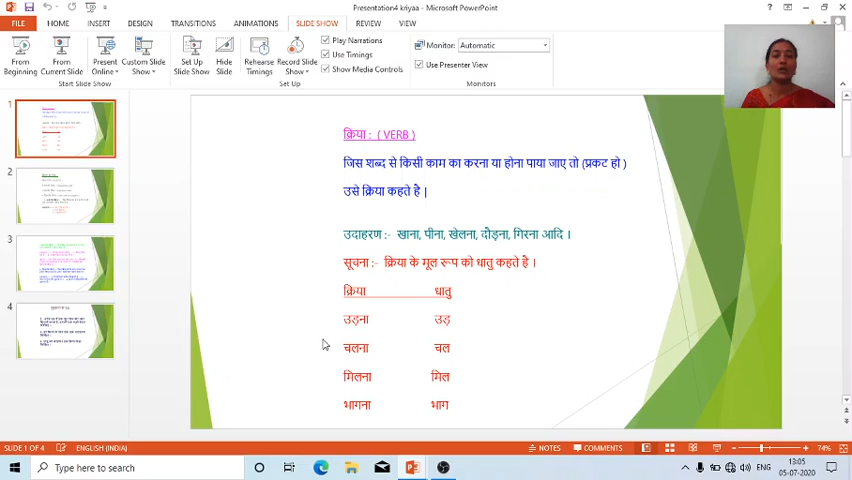 Presentation4 kriyaa - PowerPoint
FILE HOME INSERT DESIGN TRANSITIONS ANIMATIONS SLIDE SHOW REVIEW VIEW
From Beginning
From Current Slide
Present Online
Custom Slide Show
Set Up Slide Show
Hide Slide
Rehearse Timings
Record Slide Show
Play Narrations
Use Timings
Show Media Controls
Monitor: Automatic
Use Presenter View
Start Slide Show Set Up Monitors
1
2
3
4
क्रिया : ( VERB )
जिस शब्द से किसी काम का करना या होना पाया जाए तो (प्रकट हो )
उसे क्रिया कहते है |
उदाहरण :- खाना, पीना, खेलना, दौड़ना, गिरना आदि ।
सूचना :- क्रिया के मूल रूप को धातु कहते है ।
क्रिया धातु
उड़ना उड़
चलना चल
मिलना मिल
भागना भाग
SLIDE 1 OF 4 ENGLISH (INDIA) NOTES COMMENTS 74%
Type here to search
ENG 13:05
05-07-2020